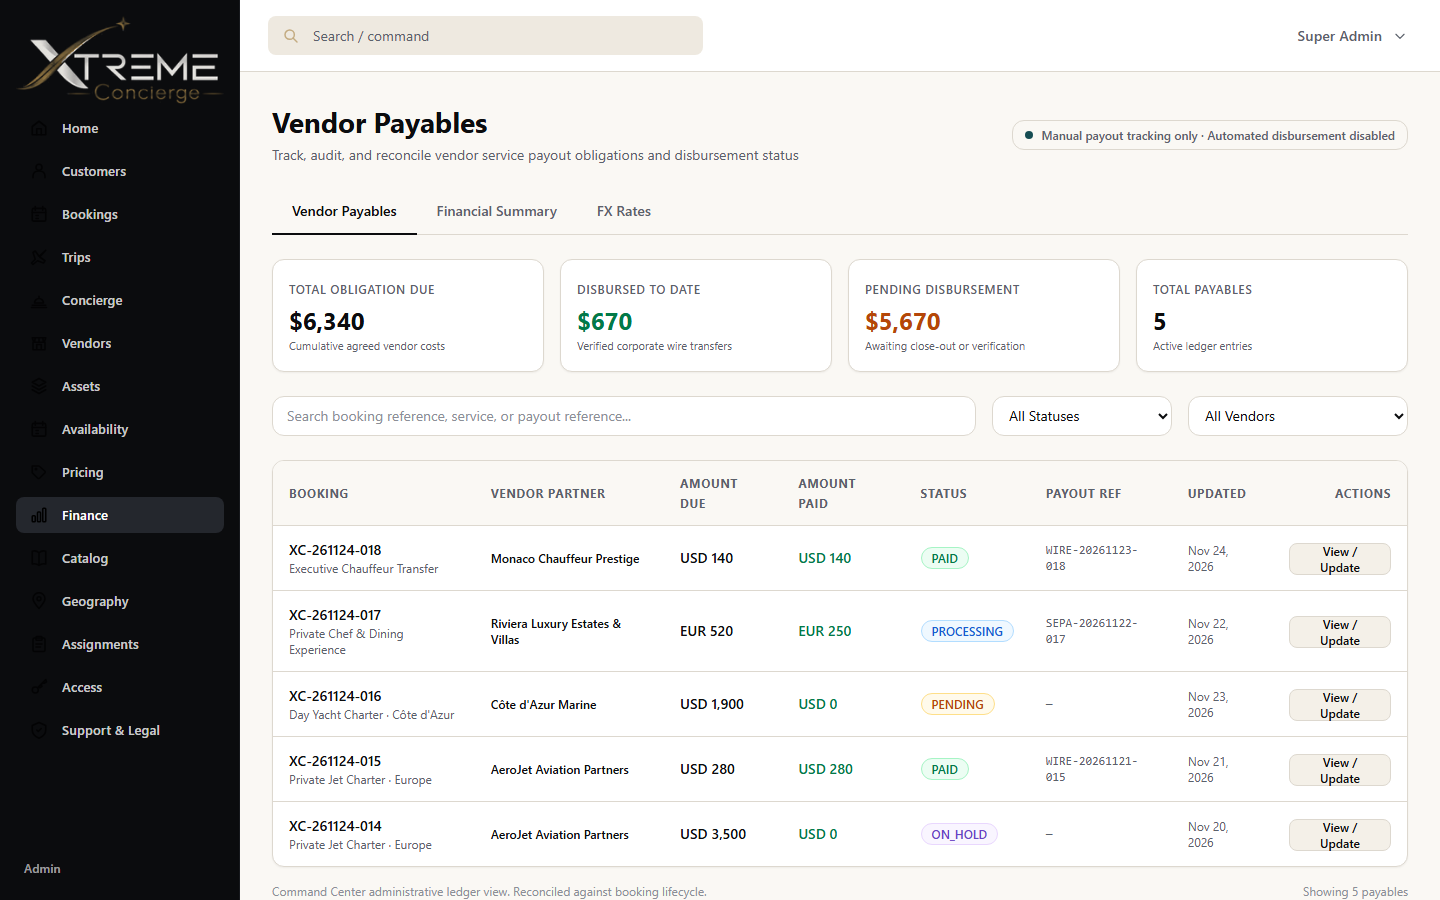 XTREME
Concierge
Search / command
Super Admin
Home
Customers
Bookings
Trips
Concierge
Vendors
Assets
Availability
Pricing
Finance
Catalog
Geography
Assignments
Access
Support & Legal
Admin
Vendor Payables
Track, audit, and reconcile vendor service payout obligations and disbursement status
Manual payout tracking only · Automated disbursement disabled
Vendor Payables
Financial Summary
FX Rates
TOTAL OBLIGATION DUE
$6,340
Cumulative agreed vendor costs
DISBURSED TO DATE
$670
Verified corporate wire transfers
PENDING DISBURSEMENT
$5,670
Awaiting close-out or verification
TOTAL PAYABLES
5
Active ledger entries
Search booking reference, service, or payout reference...
All Statuses
All Vendors
BOOKING
VENDOR PARTNER
AMOUNT
DUE
AMOUNT
PAID
STATUS
PAYOUT REF
UPDATED
ACTIONS
XC-261124-018
Executive Chauffeur Transfer
Monaco Chauffeur Prestige
USD 140
USD 140
PAID
WIRE-20261123-
018
Nov 24,
2026
View /
Update
XC-261124-017
Private Chef & Dining
Experience
Riviera Luxury Estates &
Villas
EUR 520
EUR 250
PROCESSING
SEPA-20261122-
017
Nov 22,
2026
View /
Update
XC-261124-016
Day Yacht Charter · Côte d'Azur
Côte d'Azur Marine
USD 1,900
USD 0
PENDING
—
Nov 23,
2026
View /
Update
XC-261124-015
Private Jet Charter · Europe
AeroJet Aviation Partners
USD 280
USD 280
PAID
WIRE-20261121-
015
Nov 21,
2026
View /
Update
XC-261124-014
Private Jet Charter · Europe
AeroJet Aviation Partners
USD 3,500
USD 0
ON_HOLD
—
Nov 20,
2026
View /
Update
Command Center administrative ledger view. Reconciled against booking lifecycle.
Showing 5 payables